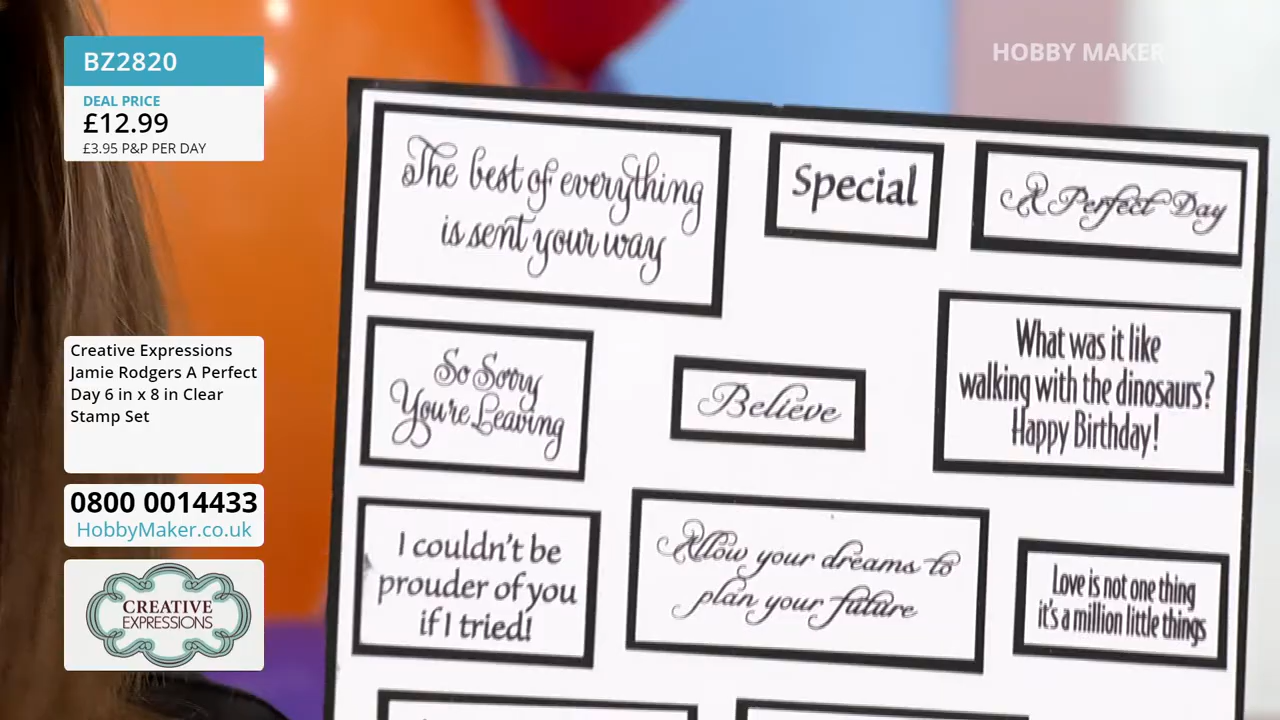 BZ2820
DEAL PRICE
£12.99
£3.95 P&P PER DAY
Creative Expressions
Jamie Rodgers A Perfect
Day 6 in x 8 in Clear
Stamp Set
0800 0014433
HobbyMaker.co.uk
CREATIVE
EXPRESSIONS
HOBBY MAKER
The best of everything
is sent your way
Special
A Perfect Day
So Sorry
You're Leaving
Believe
What was it like
walking with the dinosaurs?
Happy Birthday!
I couldn't be
prouder of you
if I tried!
Allow your dreams to
plan your future
Love is not one thing
it's a million little things